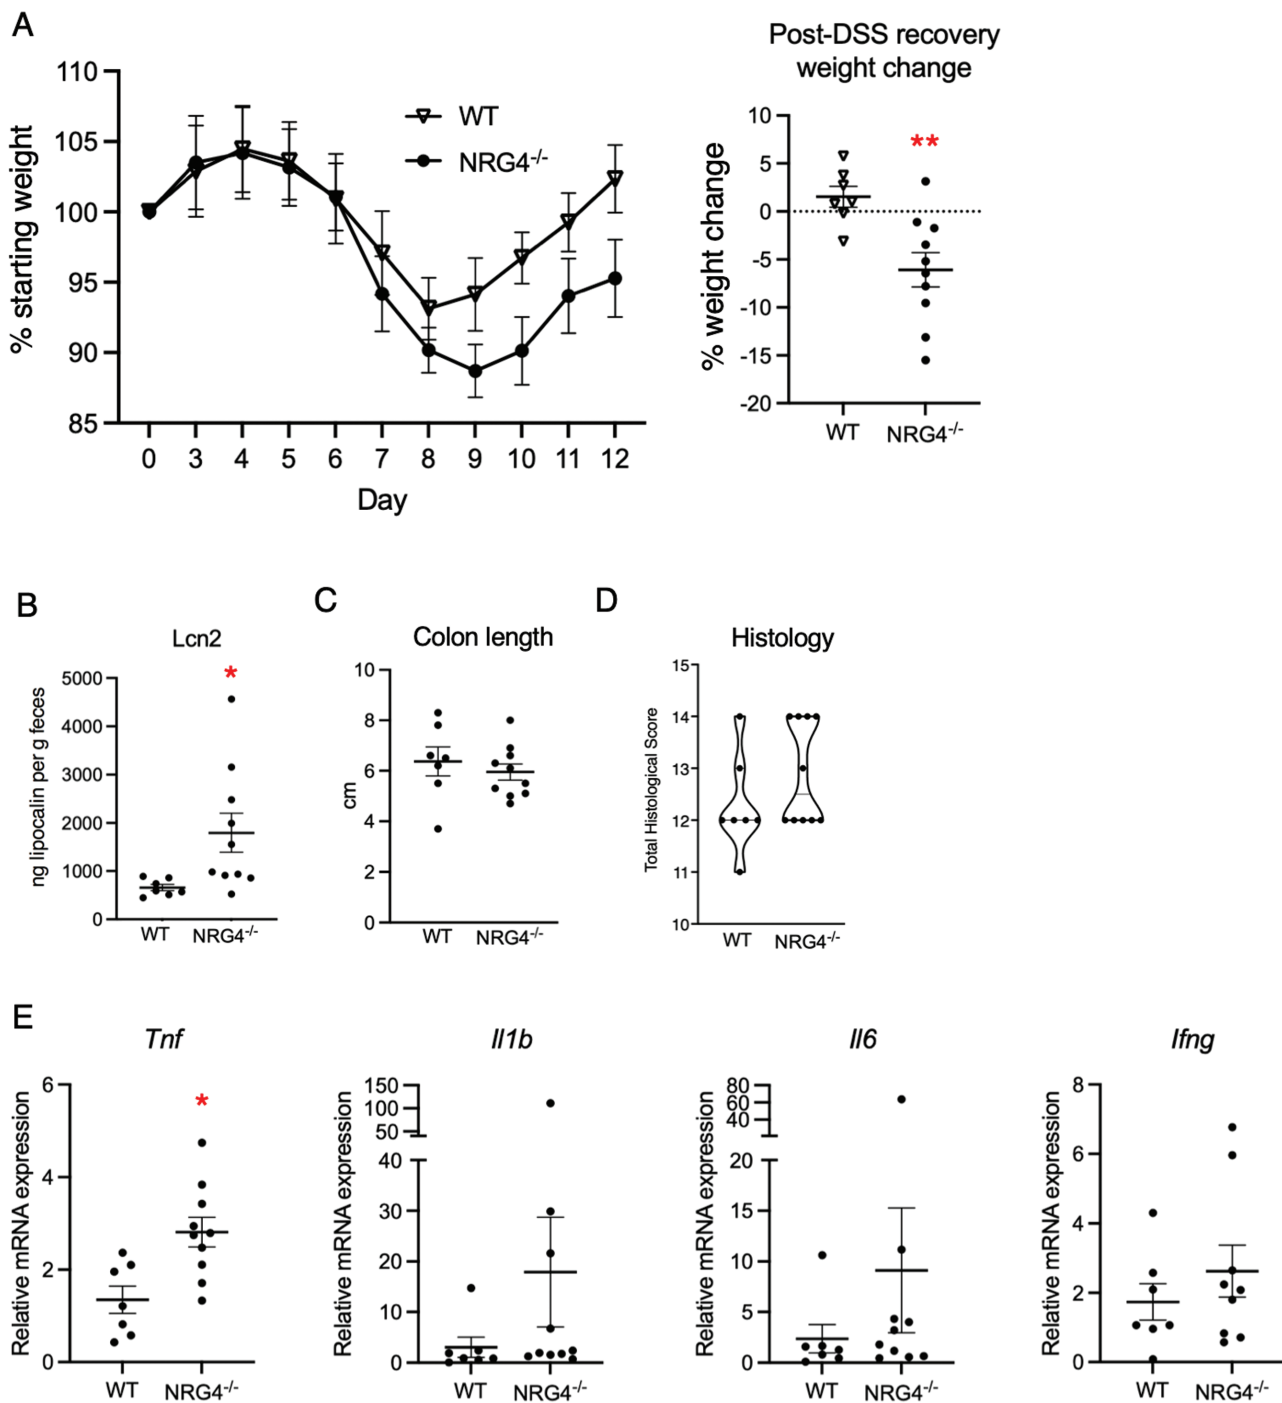 A
Post-DSS recovery
weight change
% starting weight
110
105
100
95
90
85
WT
NRG4-/-
0 3 4 5 6 7 8 9 10 11 12
Day
% weight change
10
5
0
-5
-10
-15
-20
**
WT NRG4-/-
B
Lcn2
ng lipocalin per g feces
5000
4000
3000
2000
1000
0
*
WT NRG4-/-
C
Colon length
cm
10
8
6
4
2
0
WT NRG4-/-
D
Histology
Total Histological Score
15
14
13
12
11
10
WT NRG4-/-
E
Tnf
Relative mRNA expression
6
4
2
0
*
WT NRG4-/-
Il1b
Relative mRNA expression
150
100
50
40
30
20
10
0
WT NRG4-/-
Il6
Relative mRNA expression
80
60
40
20
15
10
5
0
WT NRG4-/-
Ifng
Relative mRNA expression
8
6
4
2
0
WT NRG4-/-